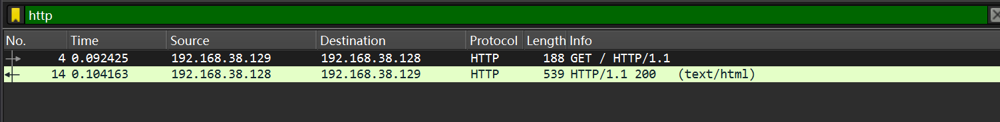 http
No. Time Source Destination Protocol Length Info
4 0.092425 192.168.38.129 192.168.38.128 HTTP 188 GET / HTTP/1.1
14 0.104163 192.168.38.128 192.168.38.129 HTTP 539 HTTP/1.1 200 (text/html)